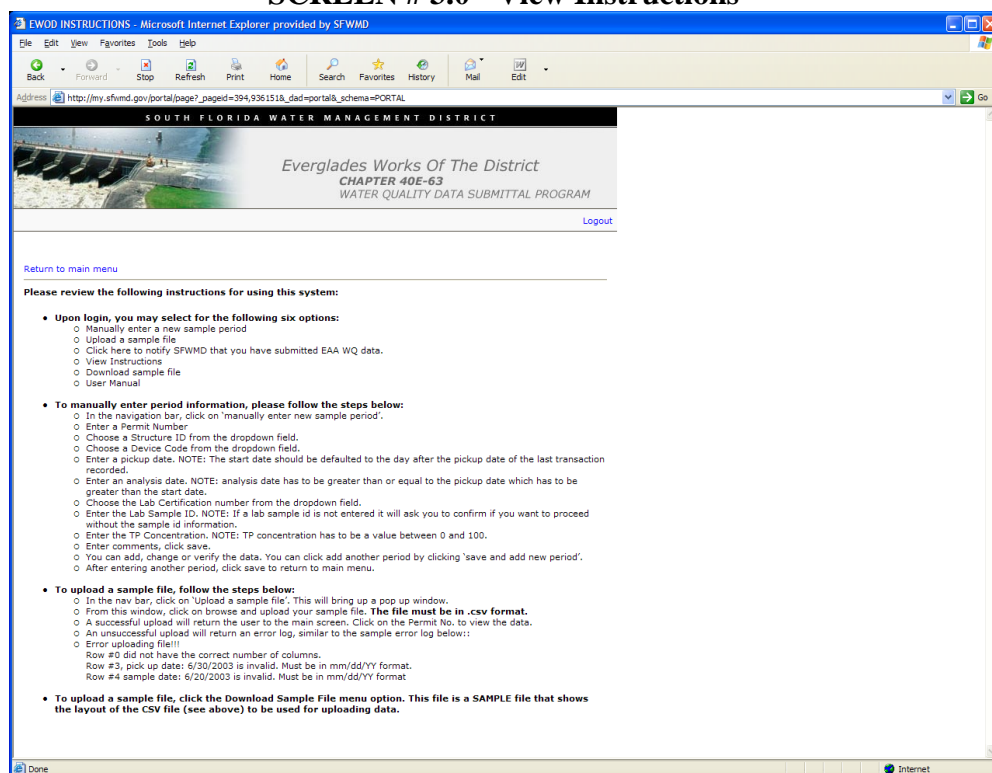 SCREEN # 5.0 - View Instructions
EWOD INSTRUCTIONS - Microsoft Internet Explorer provided by SFWMD
File Edit View Favorites Tools Help
Back Forward Stop Refresh Print Home Search Favorites History Mail Edit
Address http://my.sfwmd.gov/portal/page?_pageid=394,936151&_dad=portal&_schema=PORTAL Go
SOUTH FLORIDA WATER MANAGEMENT DISTRICT
Everglades Works Of The District
CHAPTER 40E-63
WATER QUALITY DATA SUBMITTAL PROGRAM
Logout
Return to main menu
Please review the following instructions for using this system:
• Upon login, you may select for the following six options:
o Manually enter a new sample period
o Upload a sample file
o Click here to notify SFWMD that you have submitted EAA WQ data.
o View Instructions
o Download sample file
o User Manual
• To manually enter period information, please follow the steps below:
o In the navigation bar, click on 'manually enter new sample period'.
o Enter a Permit Number
o Choose a Structure ID from the dropdown field.
o Choose a Device Code from the dropdown field.
o Enter a pickup date. NOTE: The start date should be defaulted to the day after the pickup date of the last transaction
recorded.
o Enter an analysis date. NOTE: analysis date has to be greater than or equal to the pickup date which has to be
greater than the start date.
o Choose the Lab Certification number from the dropdown field.
o Enter the Lab Sample ID. NOTE: If a lab sample id is not entered it will ask you to confirm if you want to proceed
without the sample id information.
o Enter the TP Concentration. NOTE: TP concentration has to be a value between 0 and 100.
o Enter comments, click save.
o You can add, change or verify the data. You can click add another period by clicking 'save and add new period'.
o After entering another period, click save to return to main menu.
• To upload a sample file, follow the steps below:
o In the nav bar, click on 'Upload a sample file'. This will bring up a pop up window.
o From this window, click on browse and upload your sample file. The file must be in .csv format.
o A successful upload will return the user to the main screen. Click on the Permit No. to view the data.
o An unsuccessful upload will return an error log, similar to the sample error log below::
o Error uploading file!!!
Row #0 did not have the correct number of columns.
Row #3, pick up date: 6/30/2003 is invalid. Must be in mm/dd/YY format.
Row #4 sample date: 6/20/2003 is invalid. Must be in mm/dd/YY format
• To upload a sample file, click the Download Sample File menu option. This file is a SAMPLE file that shows
the layout of the CSV file (see above) to be used for uploading data.
Done Internet